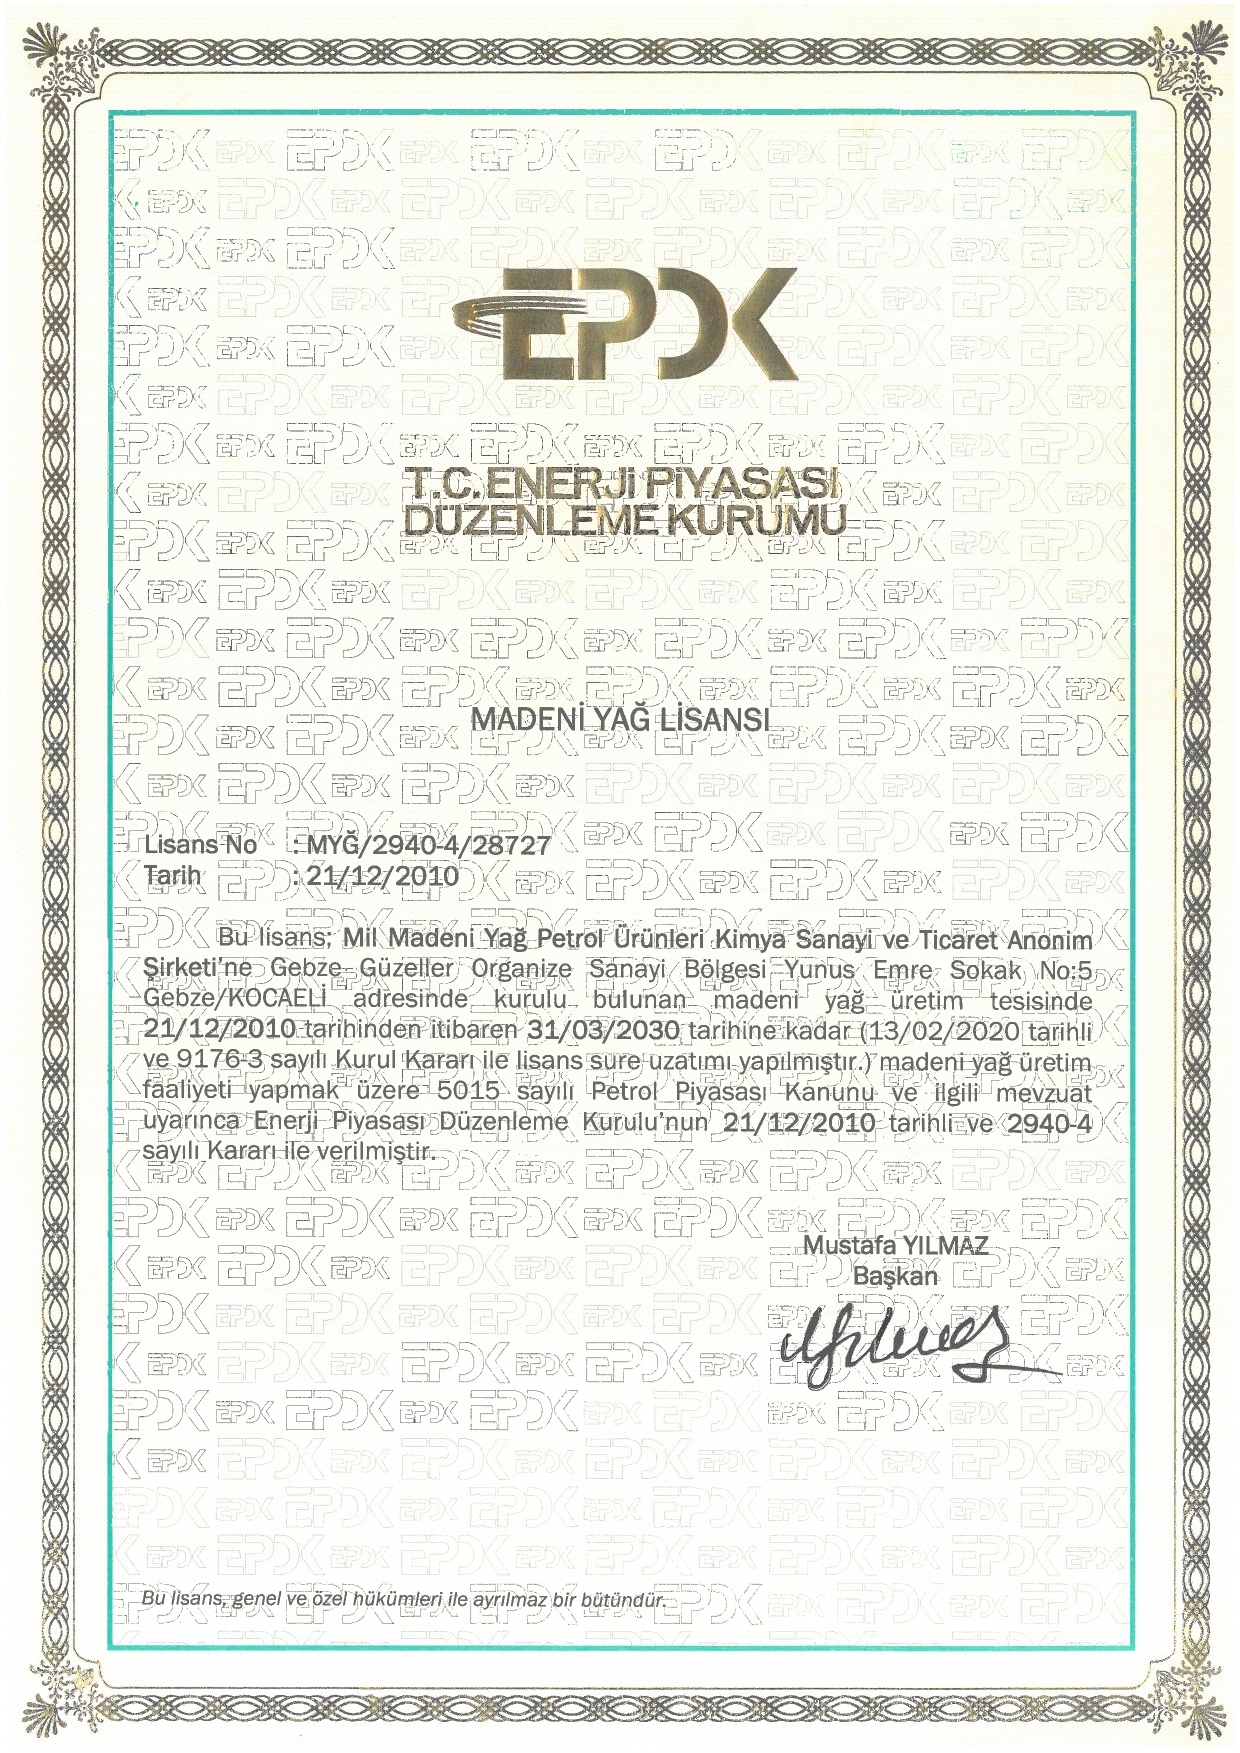 EPDK
T.C. ENERJİ PİYASASI
DÜZENLEME KURUMU
MADENİ YAĞ LİSANSI
Lisans No : MYĞ/2940-4/28727
Tarih : 21/12/2010
Bu lisans; Mil Madeni Yağ Petrol Ürünleri Kimya Sanayi ve Ticaret Anonim
Şirketi'ne Gebze Güzeller Organize Sanayi Bölgesi Yunus Emre Sokak No:5
Gebze/KOCAELİ adresinde kurulu bulunan madeni yağ üretim tesisinde
21/12/2010 tarihinden itibaren 31/03/2030 tarihine kadar (13/02/2020 tarihli
ve 9176-3 sayılı Kurul Kararı ile lisans süre uzatımı yapılmıştır.) madeni yağ üretim
faaliyeti yapmak üzere 5015 sayılı Petrol Piyasası Kanunu ve ilgili mevzuat
uyarınca Enerji Piyasası Düzenleme Kurulu'nun 21/12/2010 tarihli ve 2940-4
sayılı Kararı ile verilmiştir.
Mustafa YILMAZ
Başkan
Bu lisans, genel ve özel hükümleri ile ayrılmaz bir bütündür.